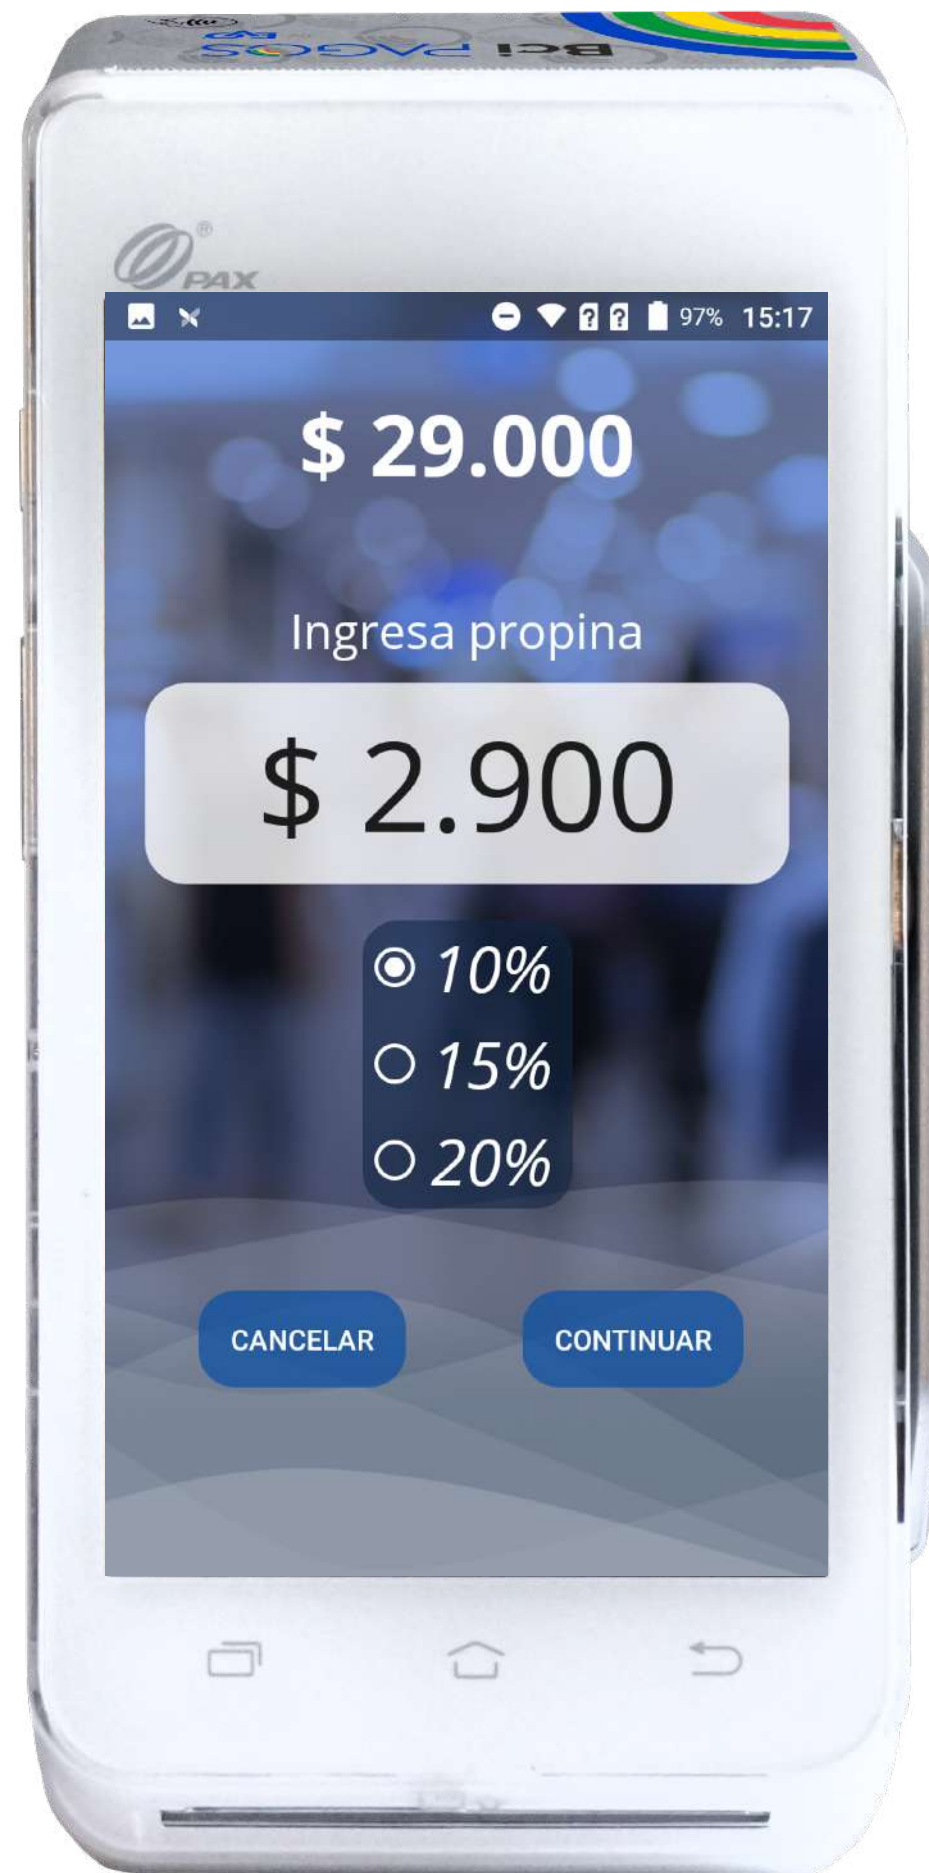 Bci PAGOS
PAX®
97% 15:17
$ 29.000
Ingresa propina
$ 2.900
10%
15%
20%
CANCELAR
CONTINUAR